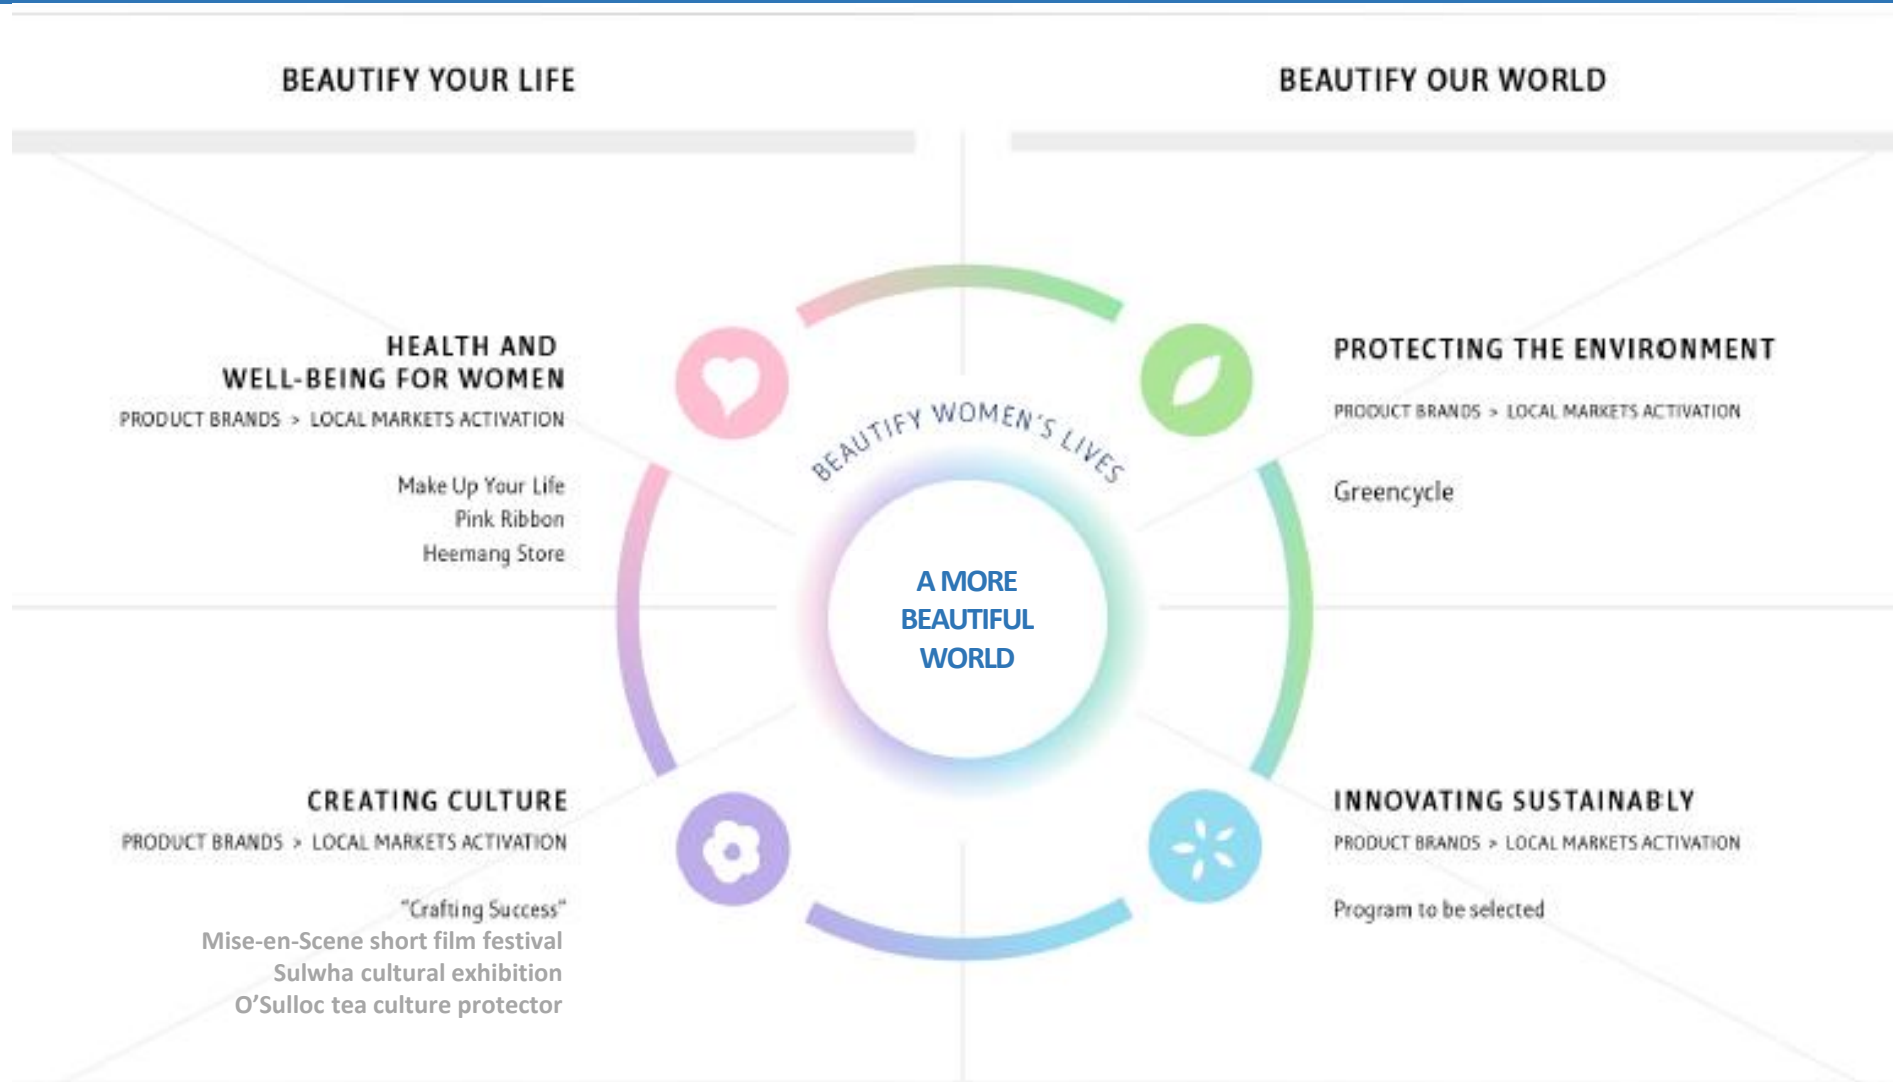 BEAUTIFY YOUR LIFE
BEAUTIFY OUR WORLD
HEALTH AND
WELL-BEING FOR WOMEN
PRODUCT BRANDS > LOCAL MARKETS ACTIVATION
Make Up Your Life
Pink Ribbon
Heemang Store
PROTECTING THE ENVIRONMENT
PRODUCT BRANDS > LOCAL MARKETS ACTIVATION
Greencycle
BEAUTIFY WOMEN'S LIVES
A MORE
BEAUTIFUL
WORLD
CREATING CULTURE
PRODUCT BRANDS > LOCAL MARKETS ACTIVATION
"Crafting Success"
Mise-en-Scene short film festival
Sulwha cultural exhibition
O’Sulloc tea culture protector
INNOVATING SUSTAINABLY
PRODUCT BRANDS > LOCAL MARKETS ACTIVATION
Program to be selected